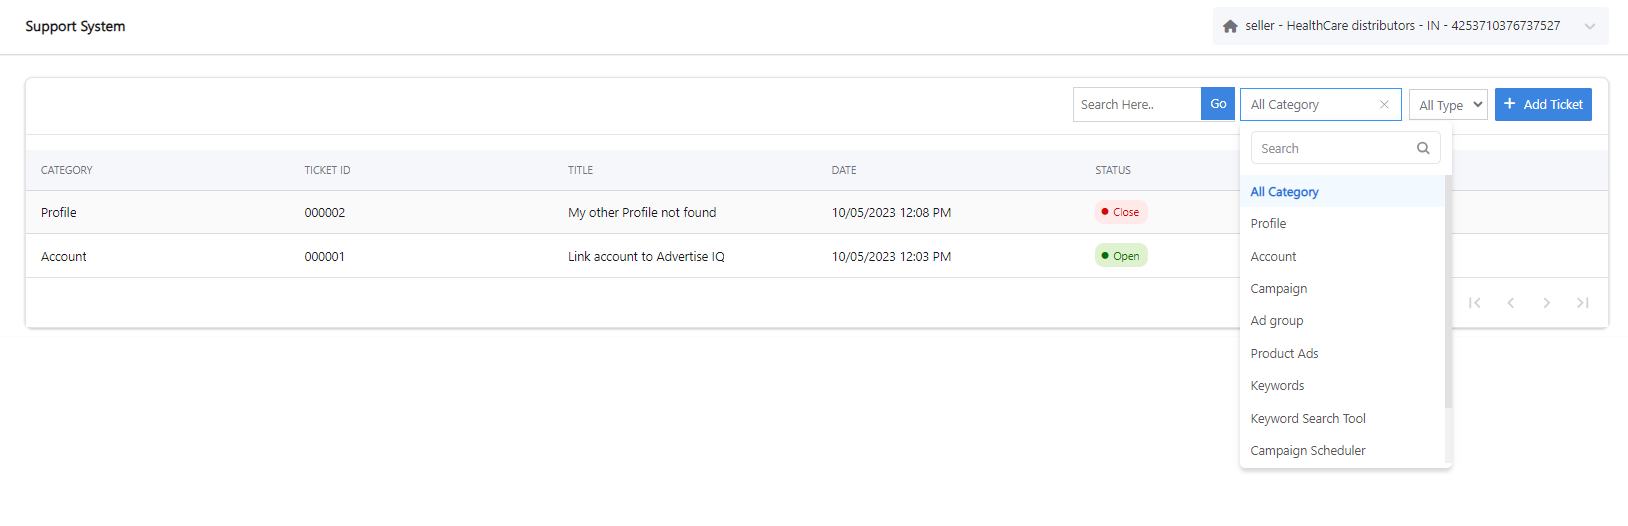 Support System
seller - HealthCare distributors - IN - 4253710376737527
Search Here..
Go
All Category
All Type
+ Add Ticket
Search
CATEGORY TICKET ID TITLE DATE STATUS
All Category
Profile 000002 My other Profile not found 10/05/2023 12:08 PM Close
Profile
Account 000001 Link account to Advertise IQ 10/05/2023 12:03 PM Open
Account
Campaign
Ad group
Product Ads
Keywords
Keyword Search Tool
Campaign Scheduler